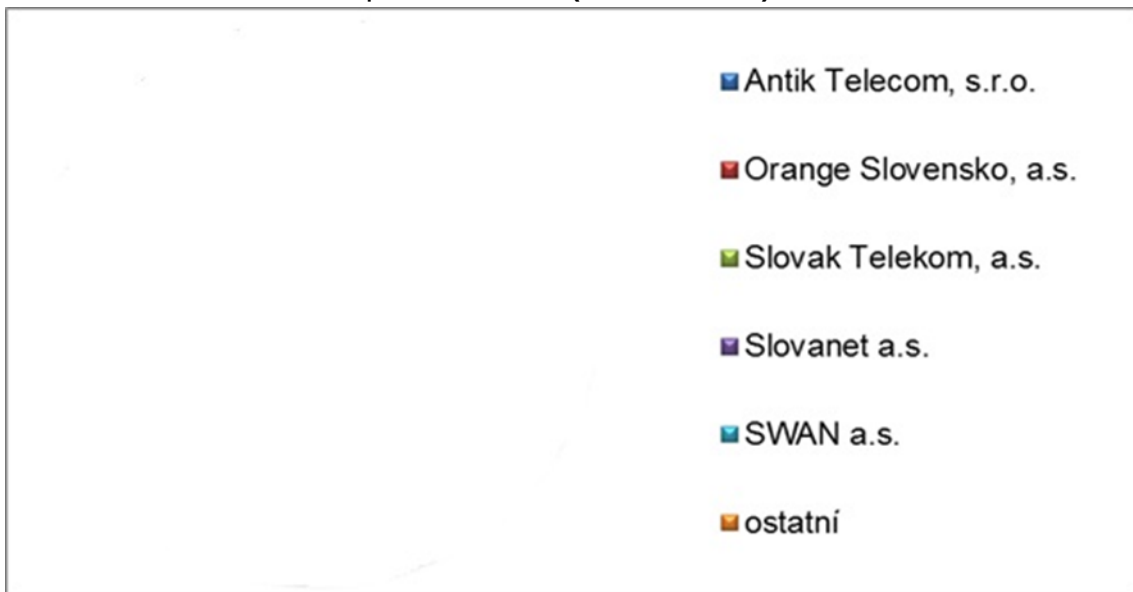 Antik Telecom, s.r.o.
Orange Slovensko, a.s.
Slovak Telekom, a.s.
Slovanet a.s.
SWAN a.s.
ostatní